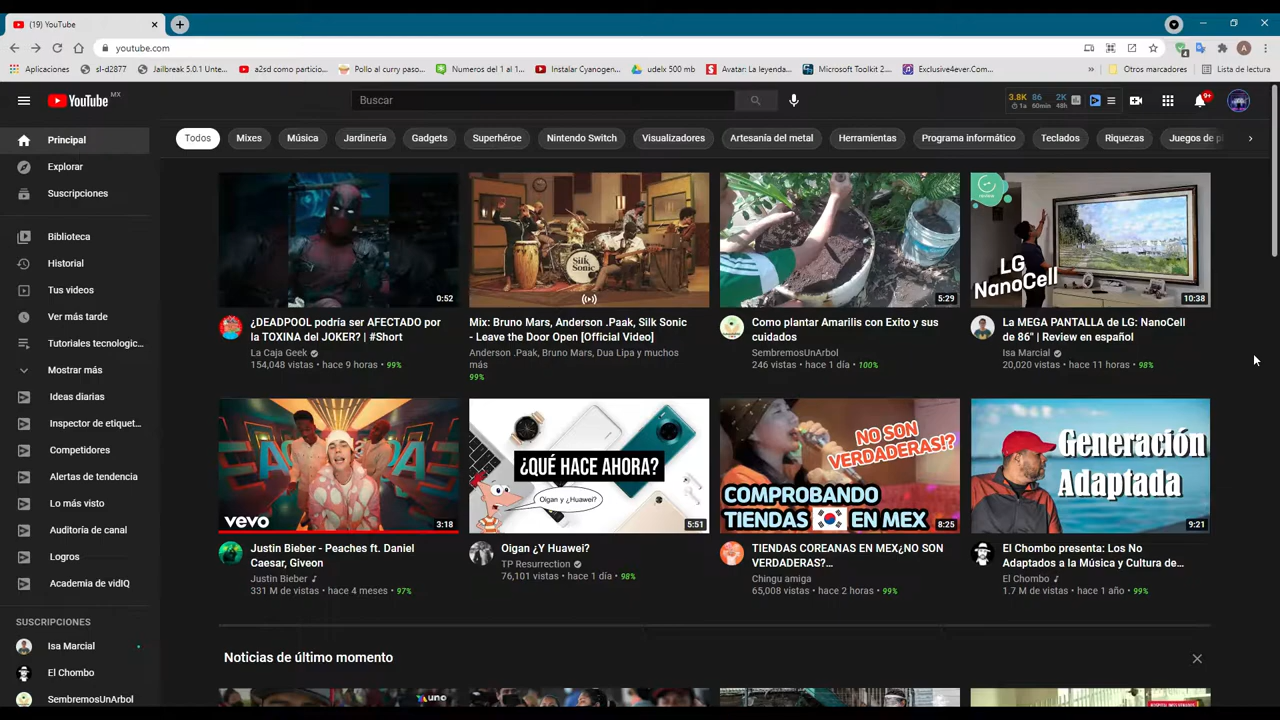 (19) YouTube
youtube.com
Aplicaciones
sl-d2877
Jailbreak 5.0.1 Unte...
a2sd como particio...
Pollo al curry paso...
Numeros del 1 al 1...
Instalar Cyanogen...
udelx 500 mb
Avatar: La leyenda...
Microsoft Toolkit 2....
Exclusive4ever.Com...
»
Otros marcadores
Lista de lectura
YouTube MX
Buscar
3.8K 86 2K
1a 60min 48h
9+
A
4
Principal
Explorar
Suscripciones
Biblioteca
Historial
Tus videos
Ver más tarde
Tutoriales tecnologic...
Mostrar más
Ideas diarias
Inspector de etiquet...
Competidores
Alertas de tendencia
Lo más visto
Auditoría de canal
Logros
Academia de vidIQ
SUSCRIPCIONES
Isa Marcial
El Chombo
SembremosUnArbol
Todos
Mixes
Música
Jardinería
Gadgets
Superhéroe
Nintendo Switch
Visualizadores
Artesanía del metal
Herramientas
Programa informático
Teclados
Riquezas
Juegos de pl
0:52
¿DEADPOOL podría ser AFECTADO por
la TOXINA del JOKER? | #Short
La Caja Geek
154,048 vistas • hace 9 horas • 99%
Silk
Sonic
Mix: Bruno Mars, Anderson .Paak, Silk Sonic
- Leave the Door Open [Official Video]
Anderson .Paak, Bruno Mars, Dua Lipa y muchos
más
99%
5:29
Como plantar Amarilis con Exito y sus
cuidados
SembremosUnArbol
246 vistas • hace 1 día • 100%
LG
NanoCell
10:38
La MEGA PANTALLA de LG: NanoCell
de 86" | Review en español
Isa Marcial
20,020 vistas • hace 11 horas • 98%
vevo
3:18
Justin Bieber - Peaches ft. Daniel
Caesar, Giveon
Justin Bieber
331 M de vistas • hace 4 meses • 97%
¿QUÉ HACE AHORA?
Oigan y ¿Huawei?
5:51
Oigan ¿Y Huawei?
TP Resurrection
76,101 vistas • hace 1 día • 98%
NO SON
VERDADERAS!?
COMPROBANDO
TIENDAS EN MEX
8:25
TIENDAS COREANAS EN MEX¿NO SON
VERDADERAS?...
Chingu amiga
65,008 vistas • hace 2 horas • 99%
Generación
Adaptada
9:21
El Chombo presenta: Los No
Adaptados a la Música y Cultura de...
El Chombo
1.7 M de vistas • hace 1 año • 99%
Noticias de último momento
uno